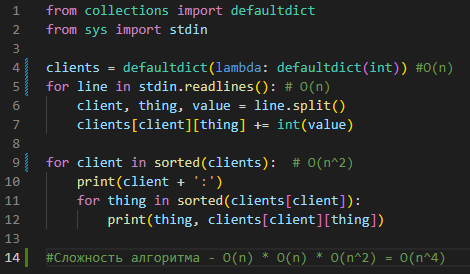 1 from collections import defaultdict
2 from sys import stdin
3
4 clients = defaultdict(lambda: defaultdict(int)) #O(n)
5 for line in stdin.readlines(): # O(n)
6     client, thing, value = line.split()
7     clients[client][thing] += int(value)
8
9 for client in sorted(clients):  # O(n^2)
10     print(client + ':')
11     for thing in sorted(clients[client]):
12         print(thing, clients[client][thing])
13
14 #Сложность алгоритма - O(n) * O(n) * O(n^2) = O(n^4)